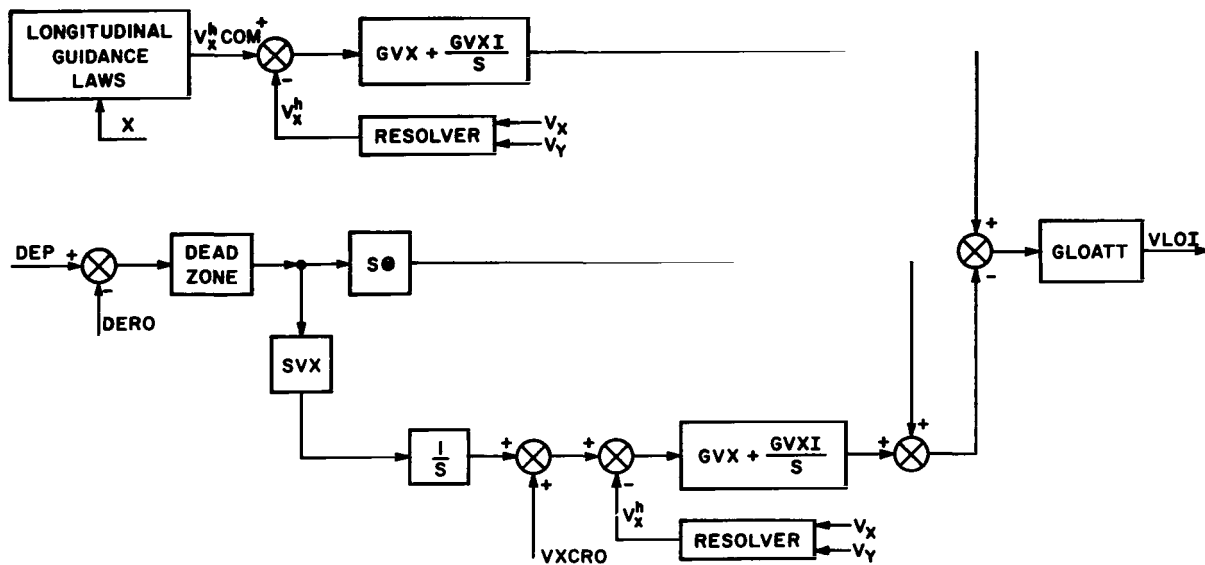 LONGITUDINAL
GUIDANCE
LAWS
V_x^h COM
+
-
GVX + GVXI/S
X
V_x^h
RESOLVER
V_X
V_Y
DEP
+
-
DERO
DEAD
ZONE
SVX
1/S
+
+
VXCRO
+
-
V_x^h
GVX + GVXI/S
RESOLVER
V_X
V_Y
+
+
+
-
GLOATT
VLOI